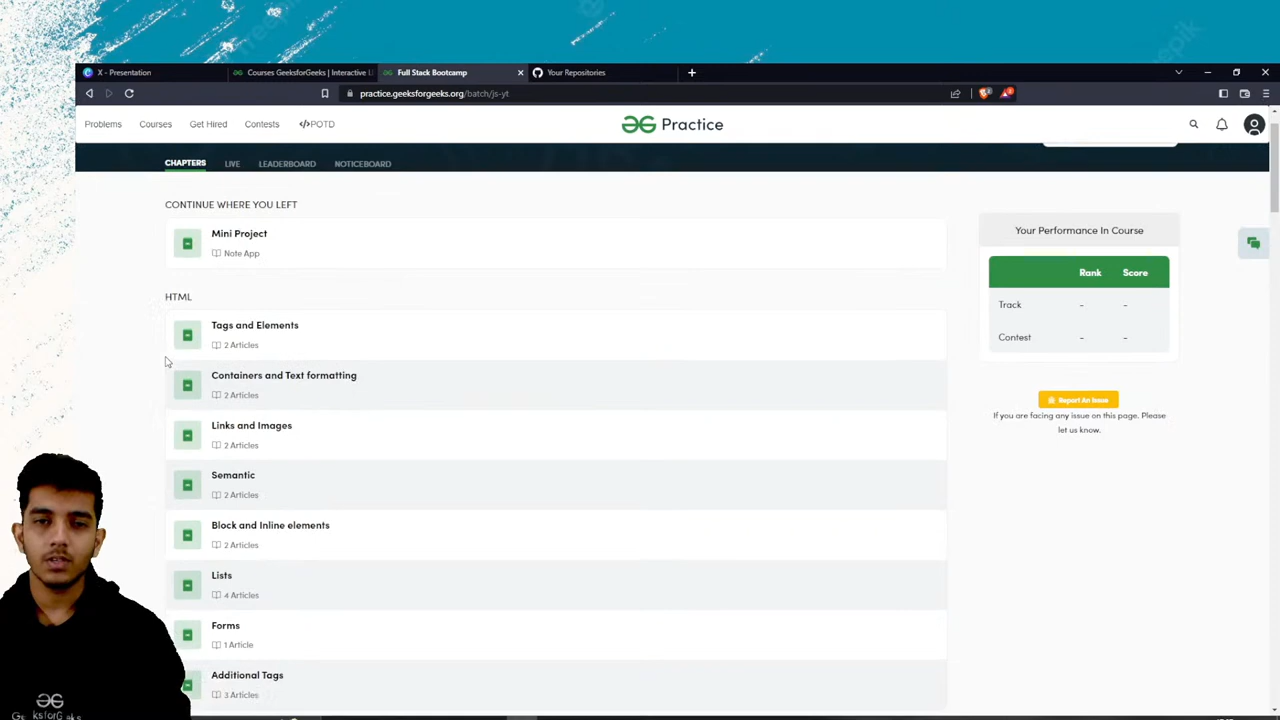 X - Presentation
Courses GeeksforGeeks | Interactive Li
Full Stack Bootcamp
Your Repositories
practice.geeksforgeeks.org/batch/js-yt
Problems
Courses
Get Hired
Contests
</>POTD
Practice
CHAPTERS
LIVE
LEADERBOARD
NOTICEBOARD
CONTINUE WHERE YOU LEFT
Mini Project
Note App
HTML
Tags and Elements
2 Articles
Containers and Text formatting
2 Articles
Links and Images
2 Articles
Semantic
2 Articles
Block and Inline elements
2 Articles
Lists
4 Articles
Forms
1 Article
Additional Tags
3 Articles
Your Performance In Course
Rank Score
Track - -
Contest - -
Report An Issue
If you are facing any issue on this page. Please
let us know.